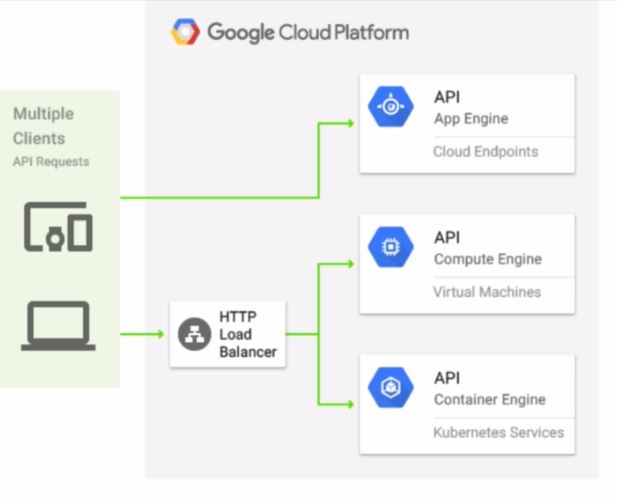 Google Cloud Platform
Multiple
Clients
API Requests
API
App Engine
Cloud Endpoints
API
Compute Engine
Virtual Machines
HTTP
Load
Balancer
API
Container Engine
Kubernetes Services